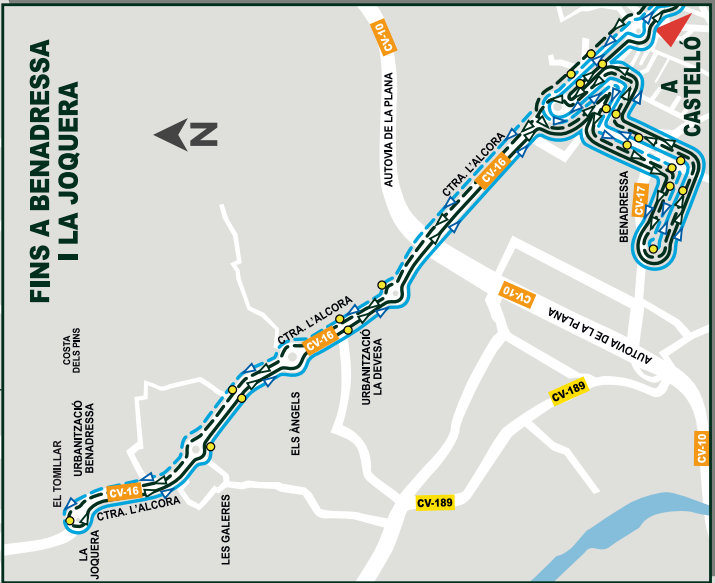 FINS A BENADRESSA
I LA JOQUERA
N
CV-10
AUTOVIA DE LA PLANA
A
CASTELLÓ
CTRA. L'ALCORA
CV-16
BENADRESSA
CV-17
CV-10
AUTOVIA DE LA PLANA
CTRA. L'ALCORA
CV-16
URBANITZACIÓ
LA DEVESA
COSTA
DELS PINS
ELS ÀNGELS
CV-189
CV-10
EL TOMILLAR
URBANITZACIÓ
BENADRESSA
CV-16
CTRA. L'ALCORA
LA
JOQUERA
LES GALERES
CV-189